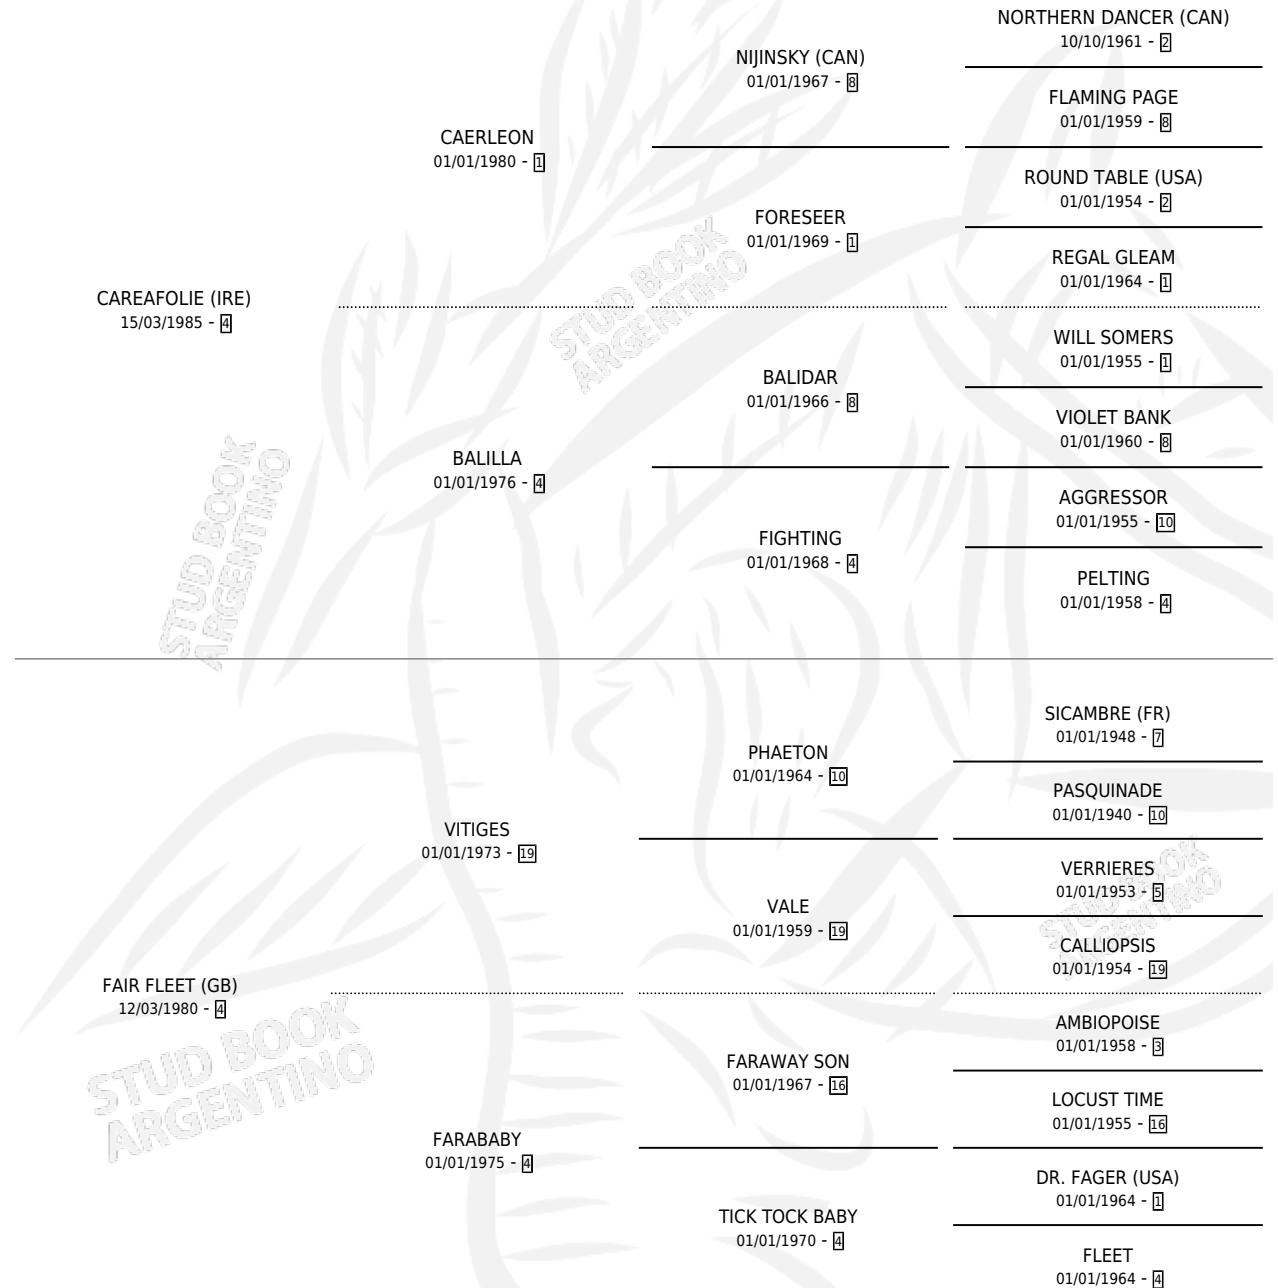 NORTHERN DANCER (CAN)
10/10/1961 - 2
NIJINSKY (CAN)
01/01/1967 - 8
FLAMING PAGE
01/01/1959 - 8
CAERLEON
01/01/1980 - 1
ROUND TABLE (USA)
01/01/1954 - 2
FORESEER
01/01/1969 - 1
REGAL GLEAM
01/01/1964 - 1
CAREAFOLIE (IRE)
15/03/1985 - 4
WILL SOMERS
01/01/1955 - 1
BALIDAR
01/01/1966 - 8
VIOLET BANK
01/01/1960 - 8
BALILLA
01/01/1976 - 4
AGGRESSOR
01/01/1955 - 10
FIGHTING
01/01/1968 - 4
PELTING
01/01/1958 - 4
SICAMBRE (FR)
01/01/1948 - 7
PHAETON
01/01/1964 - 10
PASQUINADE
01/01/1940 - 10
VITIGES
01/01/1973 - 19
VERRIERES
01/01/1953 - 5
VALE
01/01/1959 - 19
CALLIOPSIS
01/01/1954 - 19
FAIR FLEET (GB)
12/03/1980 - 4
AMBIOPOISE
01/01/1958 - 3
FARAWAY SON
01/01/1967 - 16
LOCUST TIME
01/01/1955 - 16
FARABABY
01/01/1975 - 4
DR. FAGER (USA)
01/01/1964 - 1
TICK TOCK BABY
01/01/1970 - 4
FLEET
01/01/1964 - 4
STUD BOOK
ARGENTINO
STUD BOOK
ARGENTINO
STUD BOOK
ARGENTINO
STUD BOOK
ARGENTINO